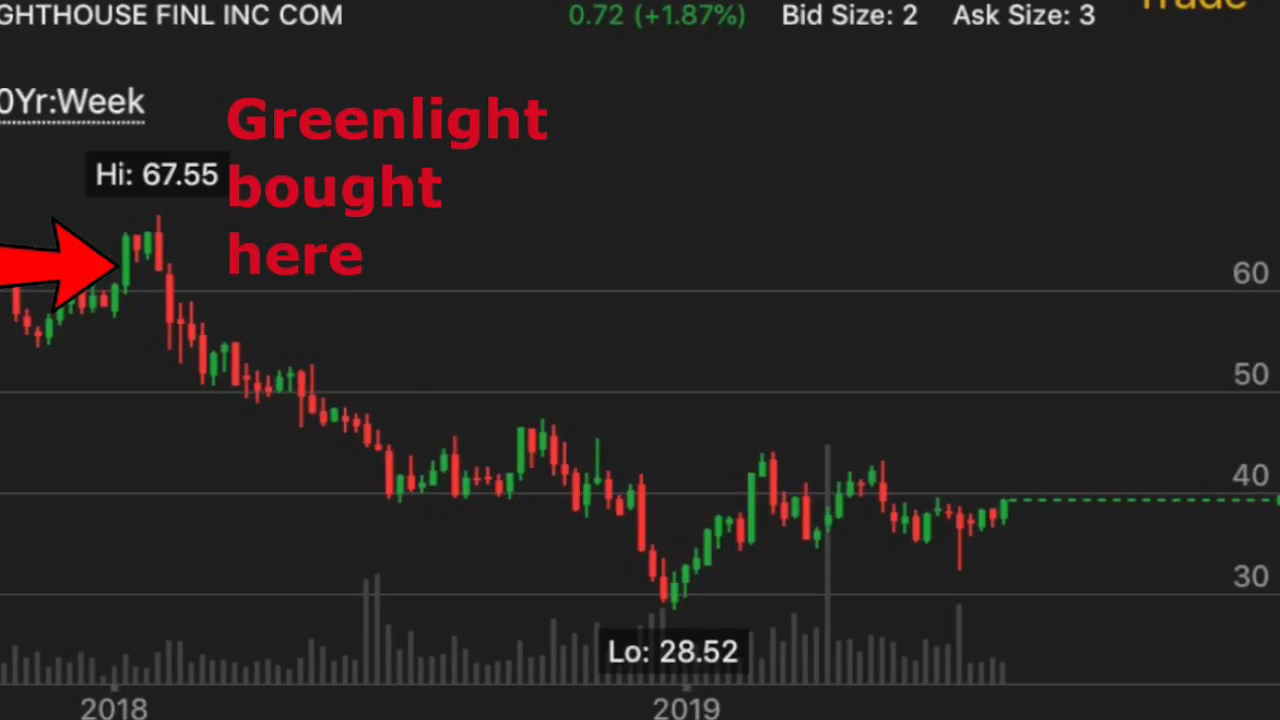 GHTHOUSE FINL INC COM 0.72 (+1.87%) Bid Size: 2 Ask Size: 3 Trade
0Yr:Week
Greenlight
bought
here
Hi: 67.55
60
50
40
30
Lo: 28.52
2018 2019